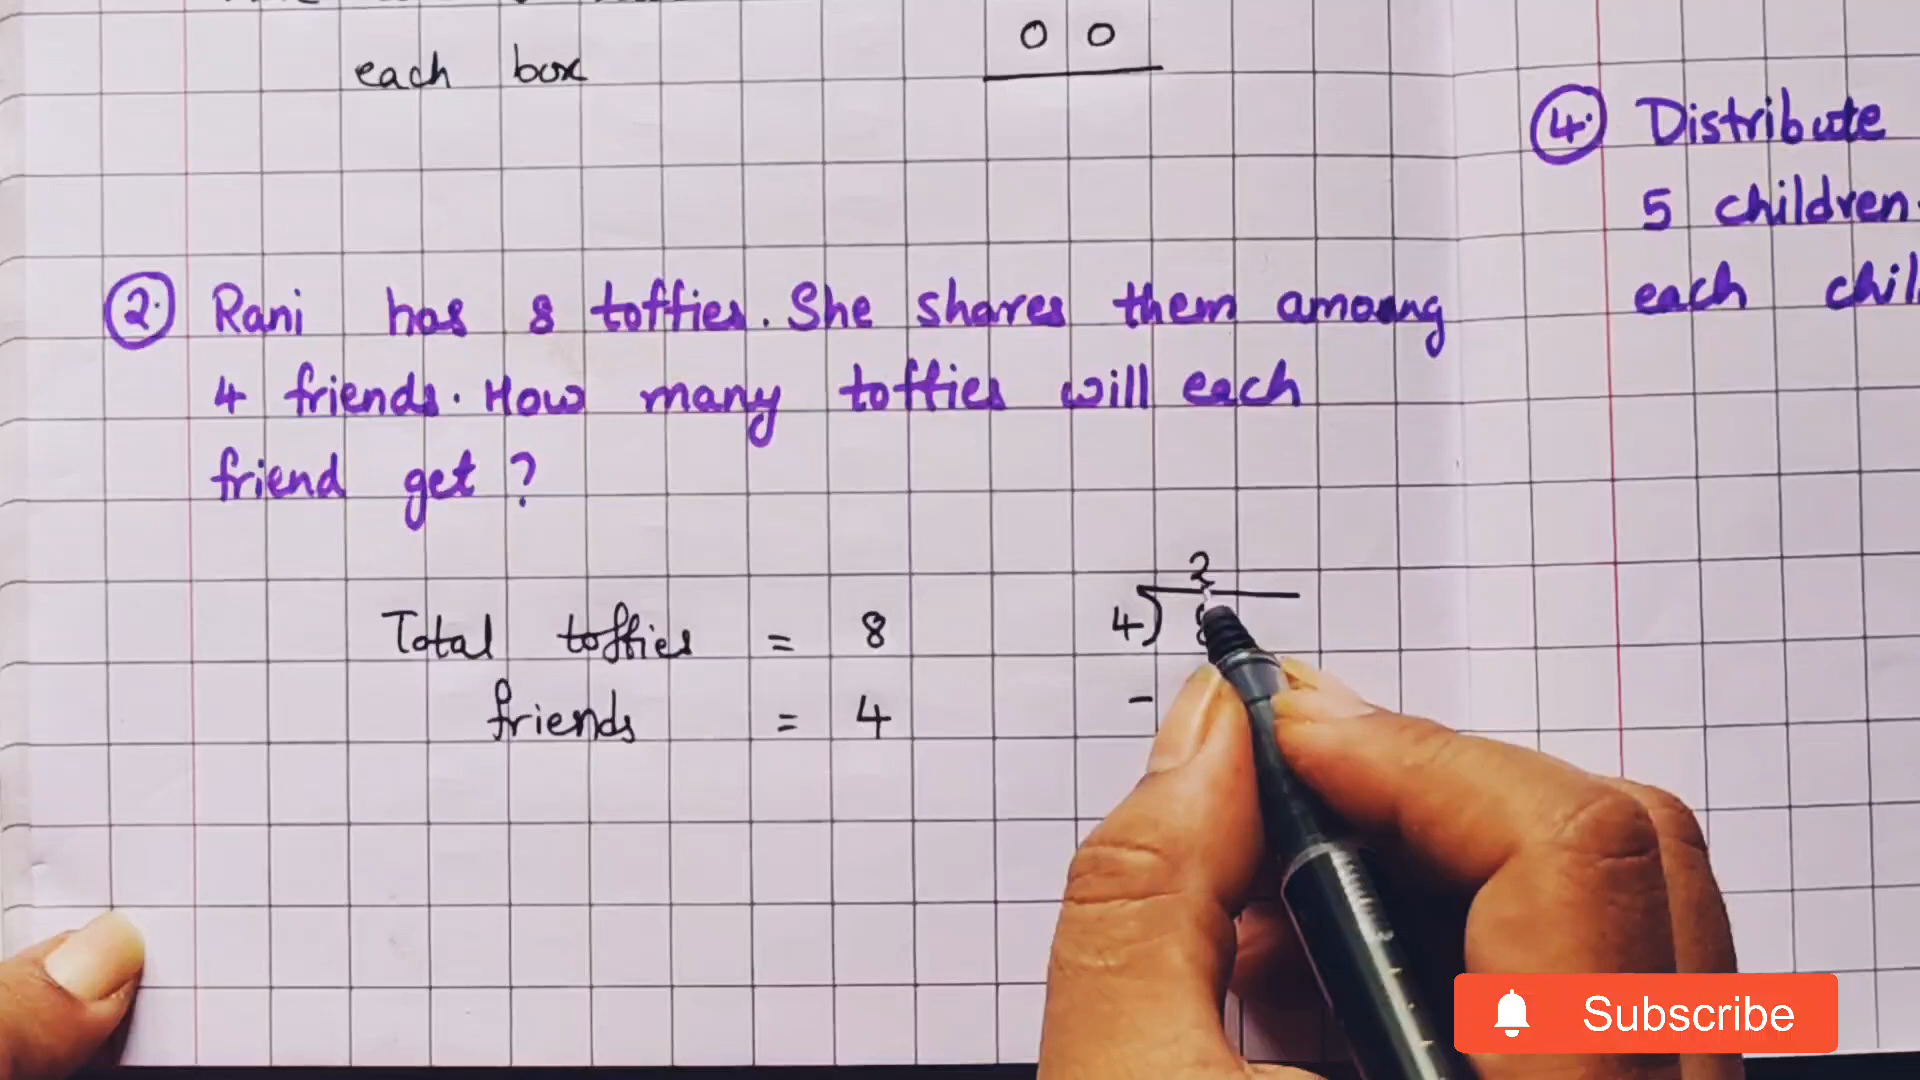 each box
0 0
2. Rani has 8 toffies. She shares them among
4 friends. How many toffies will each
friend get ?
Total toffies = 8
friends = 4
2
4)
-
4. Distribute
5 children.
each
Subscribe